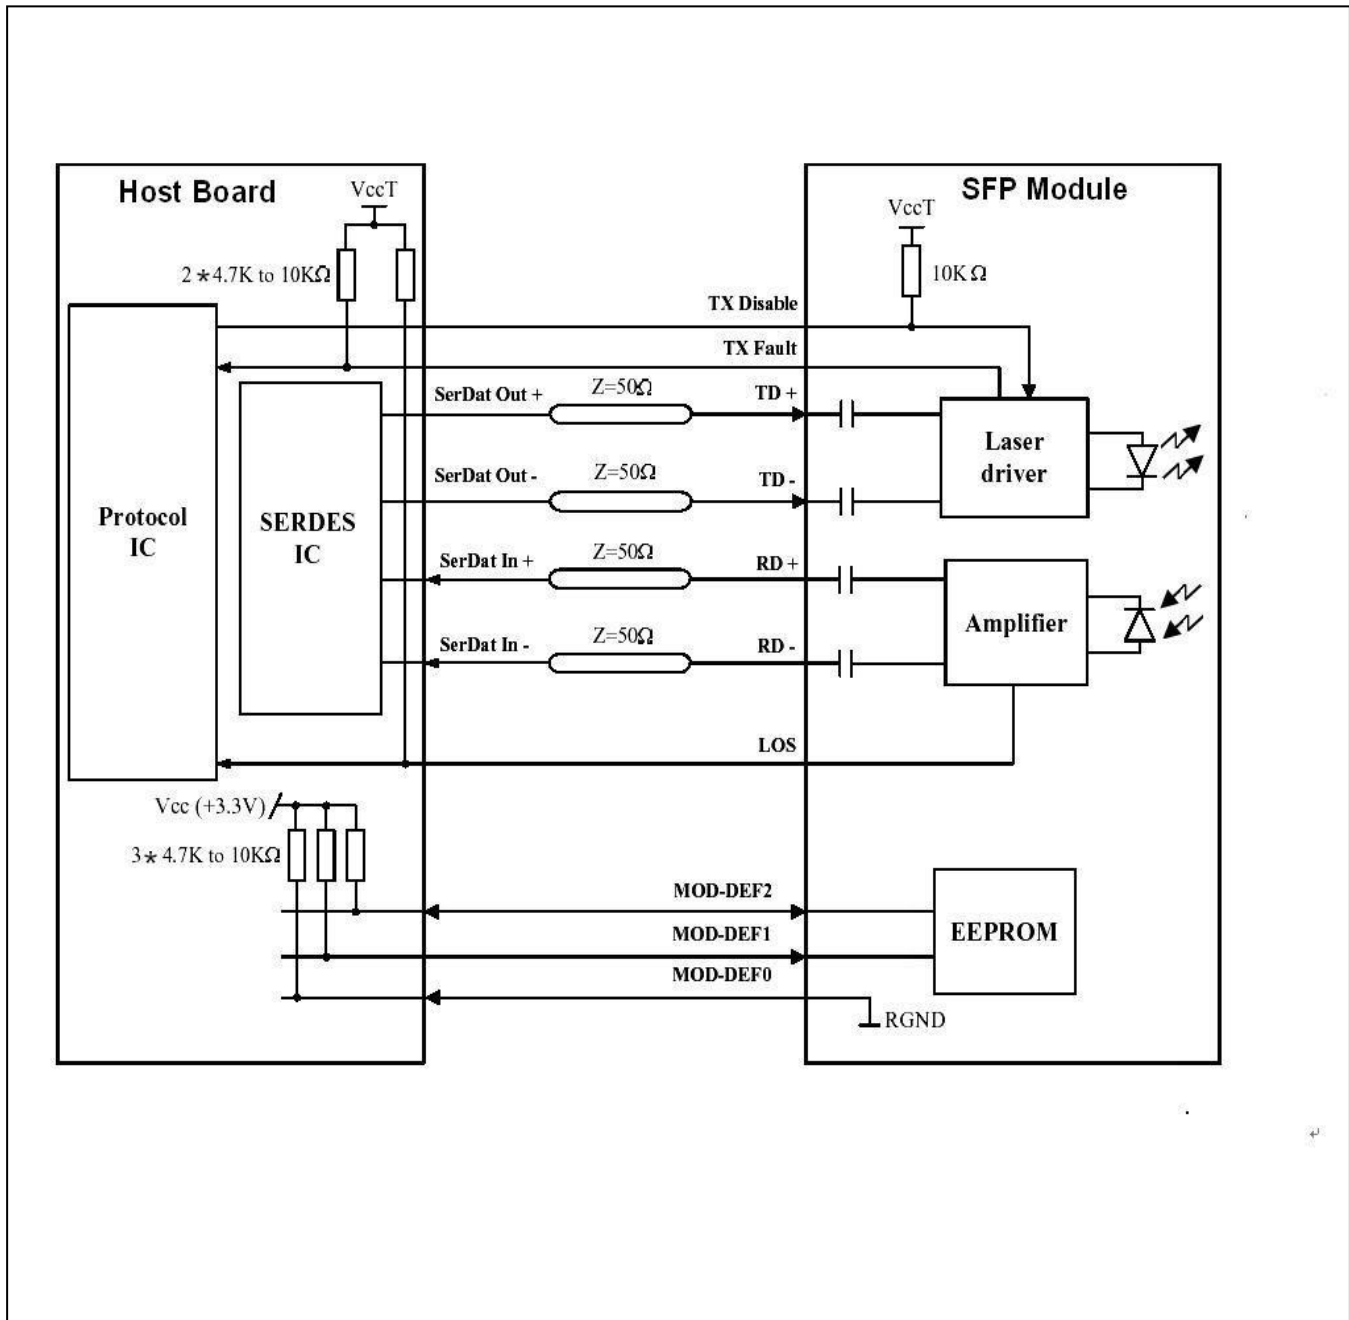 Host Board
SFP Module
VccT
VccT
2*4.7K to 10KΩ
10KΩ
TX Disable
TX Fault
SerDat Out +
Z=50Ω
TD +
Laser
driver
SerDat Out -
Z=50Ω
TD -
Protocol
IC
SERDES
IC
SerDat In +
Z=50Ω
RD +
Amplifier
SerDat In -
Z=50Ω
RD -
LOS
Vcc (+3.3V)
3*4.7K to 10KΩ
MOD-DEF2
MOD-DEF1
EEPROM
MOD-DEF0
RGND